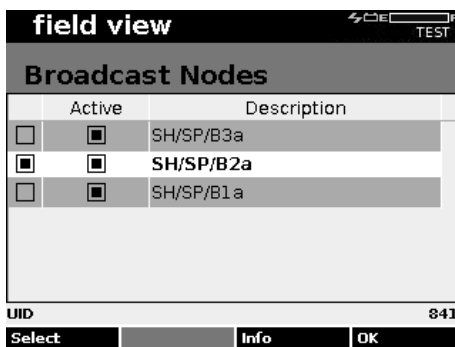 field view
E F
TEST
Broadcast Nodes
Active Description
SH/SP/B3a
SH/SP/B2a
SH/SP/B1a
UID 841
Select Info OK